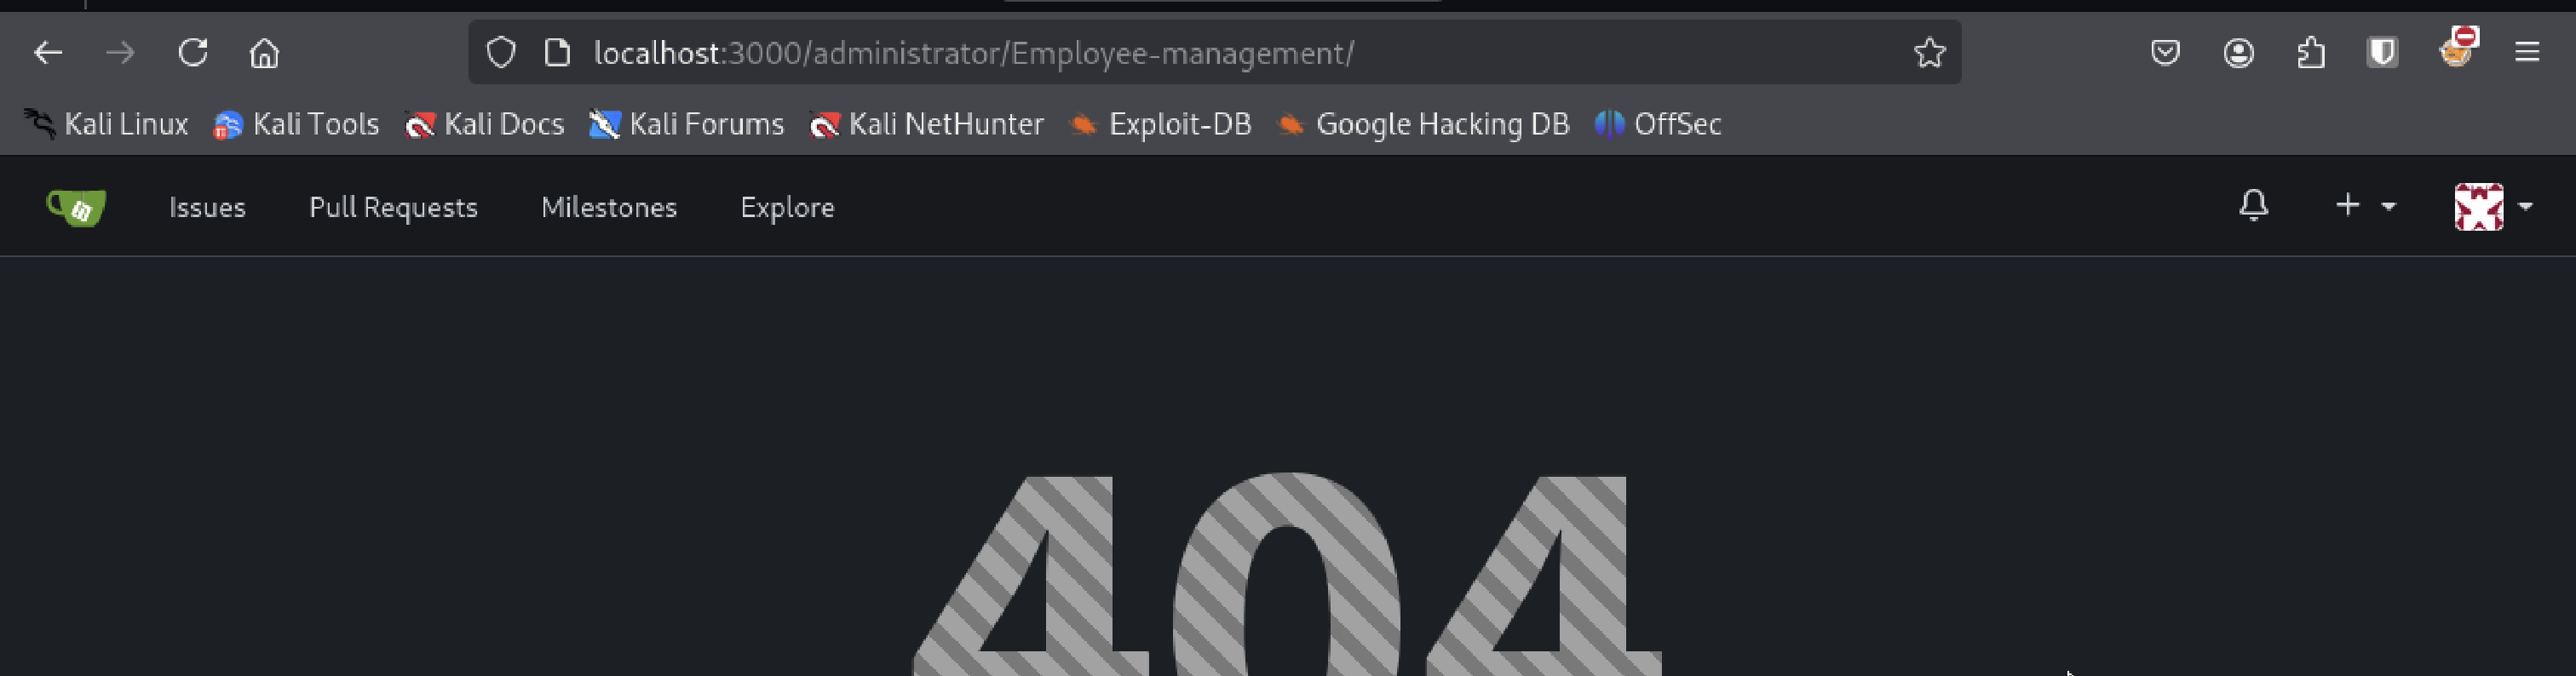 localhost:3000/administrator/Employee-management/
Kali Linux Kali Tools Kali Docs Kali Forums Kali NetHunter Exploit-DB Google Hacking DB OffSec
Issues Pull Requests Milestones Explore
404